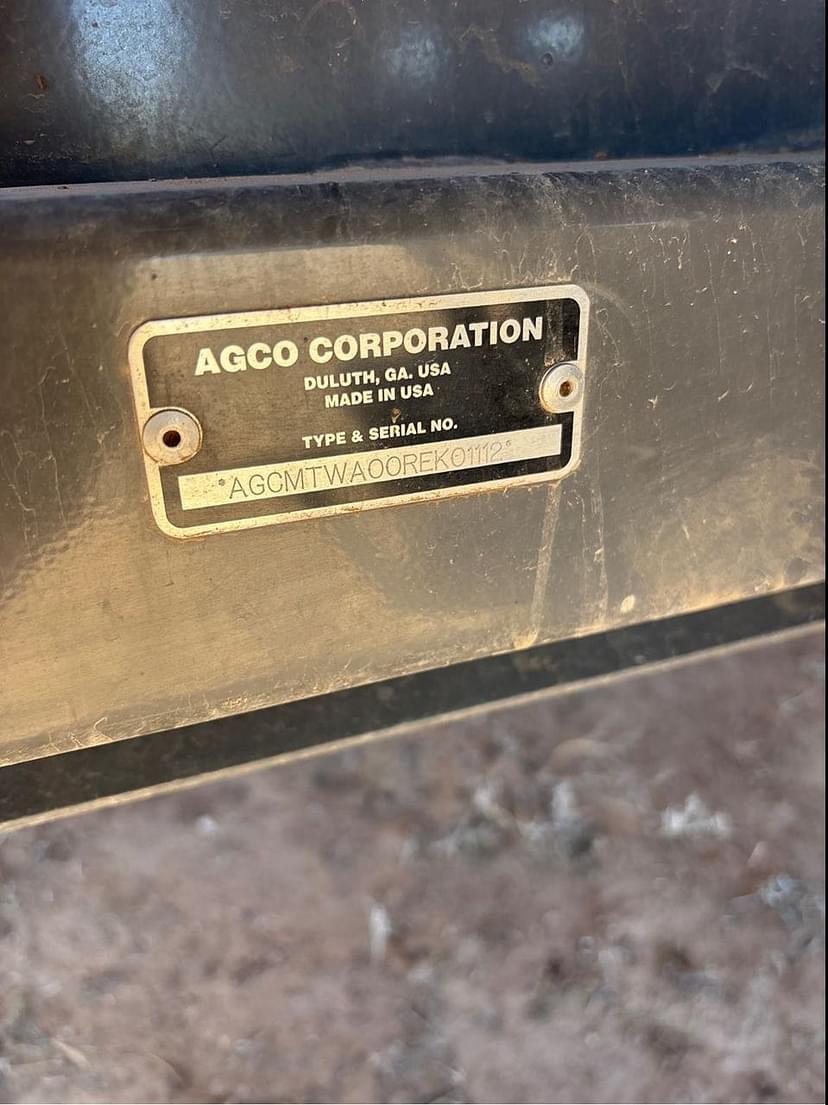 AGCO CORPORATION
DULUTH, GA. USA
MADE IN USA
TYPE & SERIAL NO.
*AGCMTWA00REK01112*